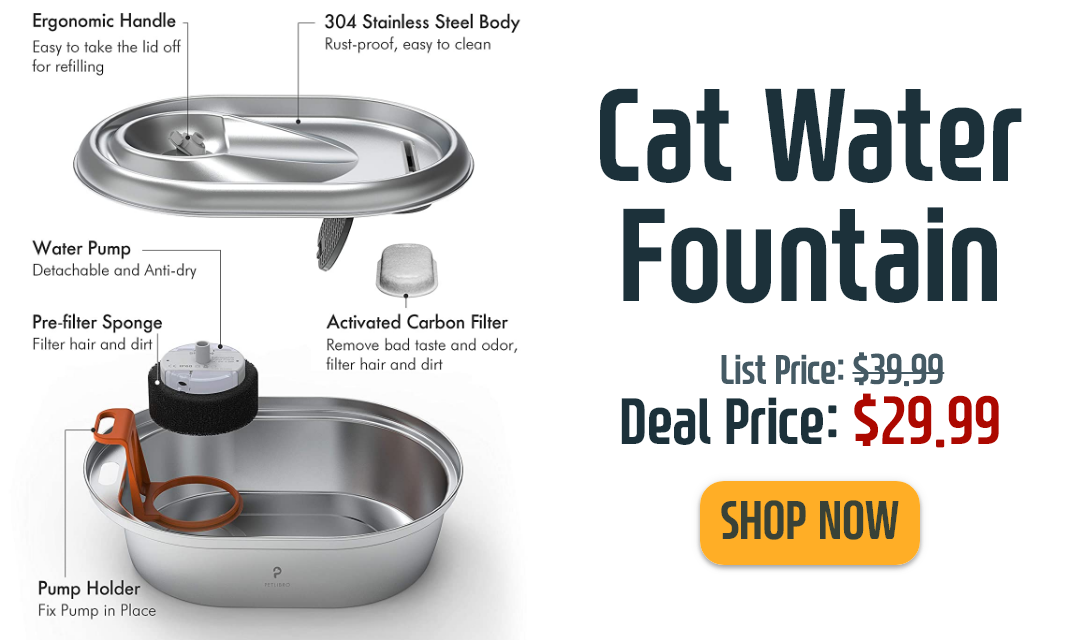 Ergonomic Handle
Easy to take the lid off
for refilling
304 Stainless Steel Body
Rust-proof, easy to clean
Water Pump
Detachable and Anti-dry
Pre-filter Sponge
Filter hair and dirt
Activated Carbon Filter
Remove bad taste and odor,
filter hair and dirt
Pump Holder
Fix Pump in Place
Cat Water
Fountain
List Price: $39.99
Deal Price: $29.99
SHOP NOW